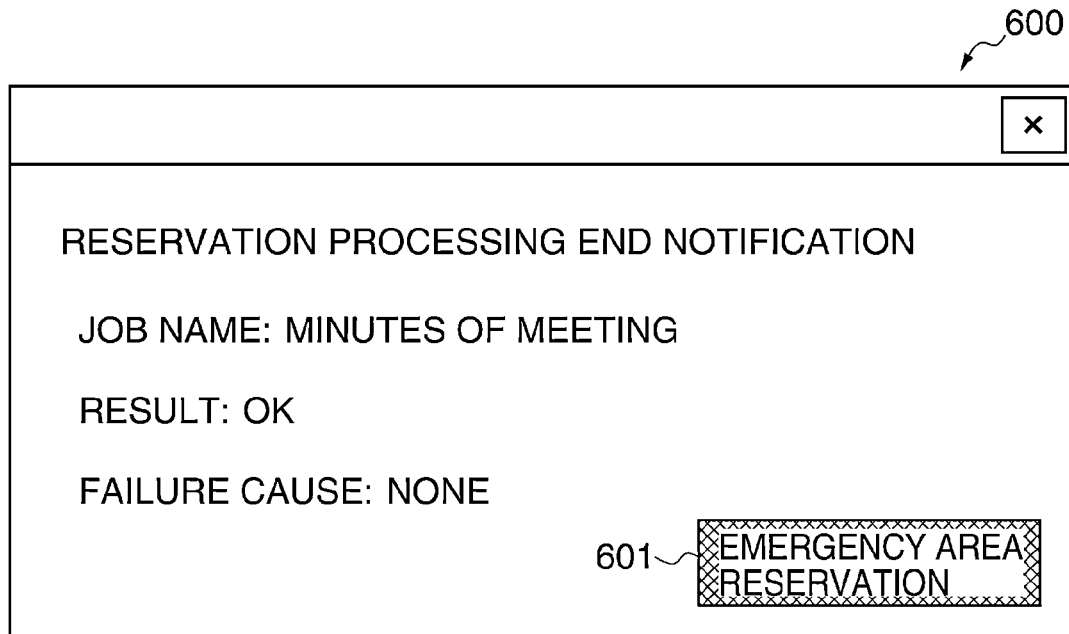 600
×
RESERVATION PROCESSING END NOTIFICATION
JOB NAME: MINUTES OF MEETING
RESULT: OK
FAILURE CAUSE: NONE
601
EMERGENCY AREA
RESERVATION